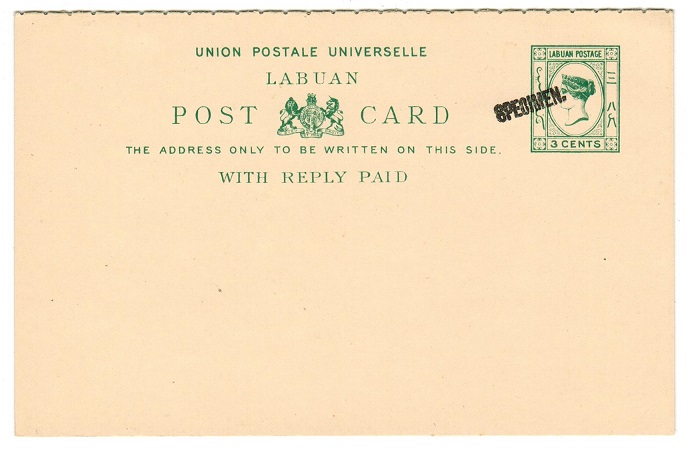 UNION POSTALE UNIVERSELLE
LABUAN
POST CARD
THE ADDRESS ONLY TO BE WRITTEN ON THIS SIDE.
WITH REPLY PAID
SPECIMEN.
LABUAN POSTAGE
3 CENTS